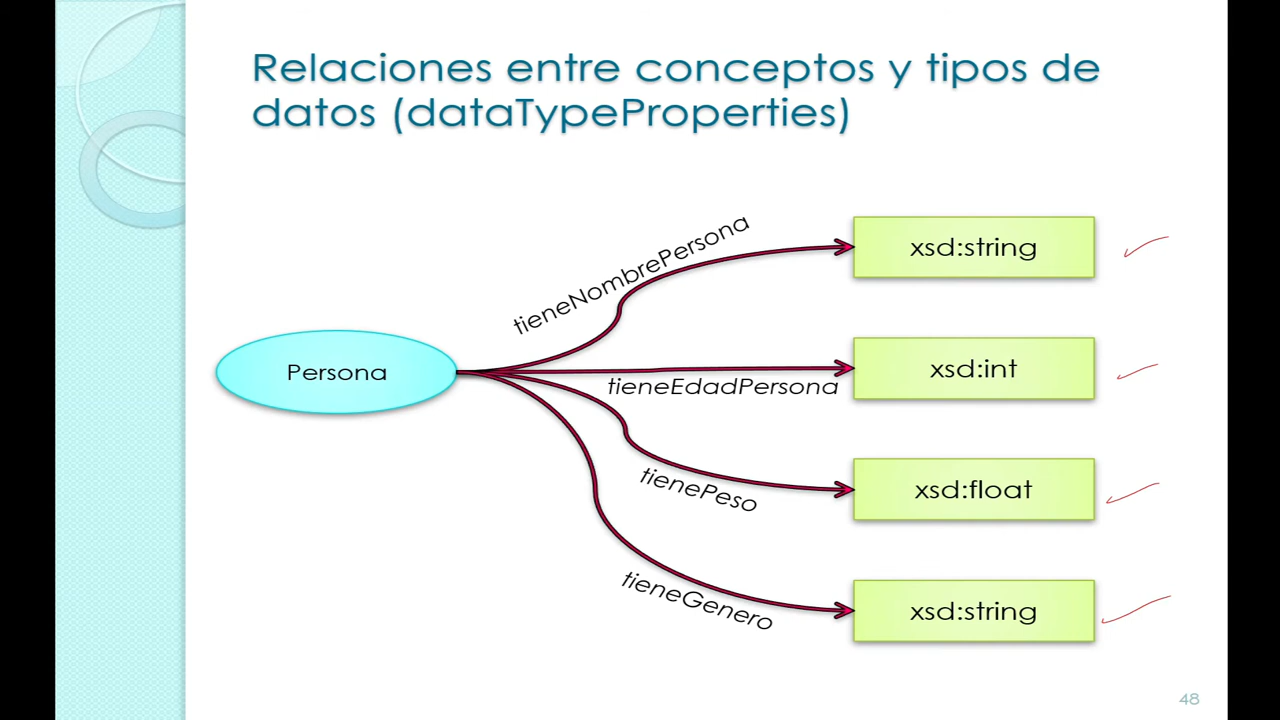 Relaciones entre conceptos y tipos de
datos (dataTypeProperties)
tieneNombrePersona
xsd:string
Persona
tieneEdadPersona
xsd:int
tienePeso
xsd:float
tieneGenero
xsd:string
48